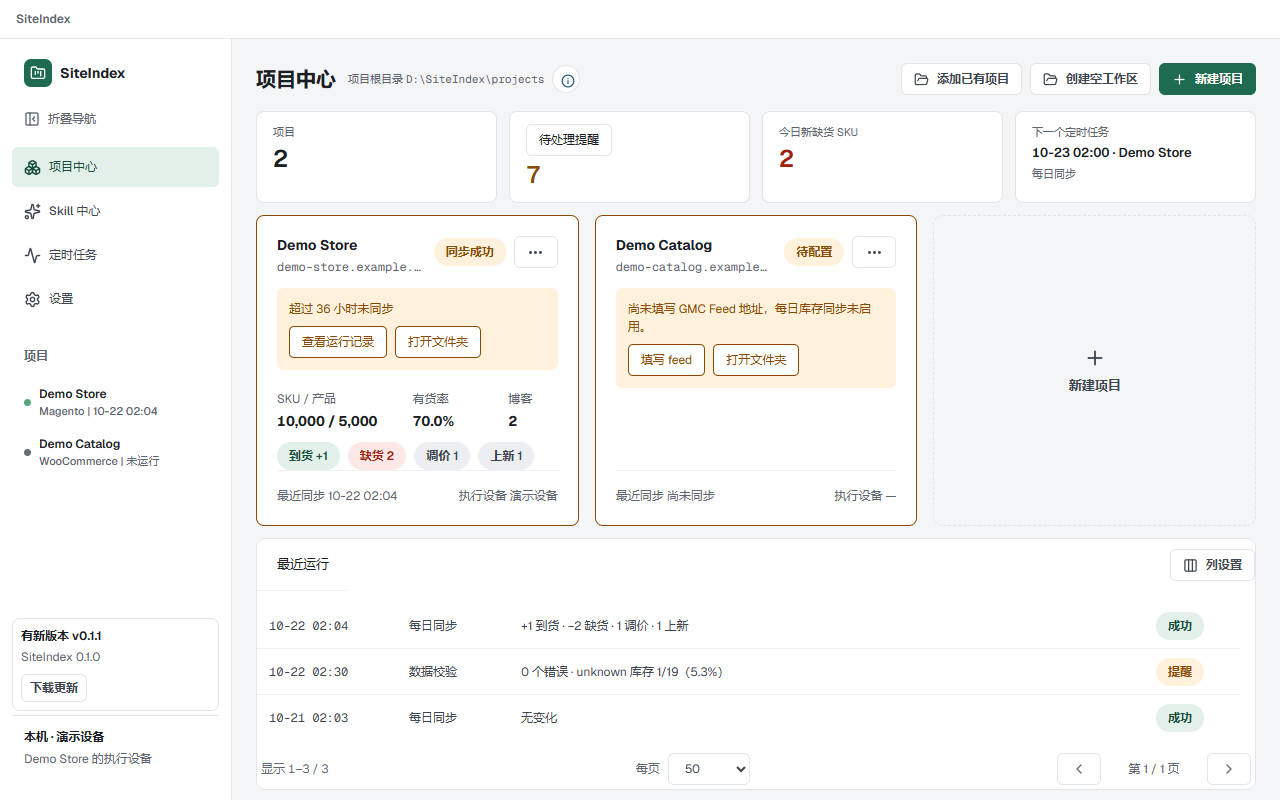 SiteIndex
SiteIndex
折叠导航
项目中心
Skill 中心
定时任务
设置
项目
Demo Store
Magento | 10-22 02:04
Demo Catalog
WooCommerce | 未运行
有新版本 v0.1.1
SiteIndex 0.1.0
下载更新
本机 · 演示设备
Demo Store 的执行设备
项目中心 项目根目录 D:\SiteIndex\projects
添加已有项目
创建空工作区
新建项目
项目
2
待处理提醒
7
今日新缺货 SKU
2
下一个定时任务
10-23 02:00 · Demo Store
每日同步
Demo Store
demo-store.example.…
同步成功
超过 36 小时未同步
查看运行记录 打开文件夹
SKU / 产品 有货率 博客
10,000 / 5,000 70.0% 2
到货 +1 缺货 2 调价 1 上新 1
最近同步 10-22 02:04 执行设备 演示设备
Demo Catalog
demo-catalog.example…
待配置
尚未填写 GMC Feed 地址，每日库存同步未启
用。
填写 feed 打开文件夹
最近同步 尚未同步 执行设备 —
新建项目
最近运行 列设置
10-22 02:04 每日同步 +1 到货 · −2 缺货 · 1 调价 · 1 上新 成功
10-22 02:30 数据校验 0 个错误 · unknown 库存 1/19（5.3%） 提醒
10-21 02:03 每日同步 无变化 成功
显示 1–3 / 3 每页 50 第 1 / 1 页